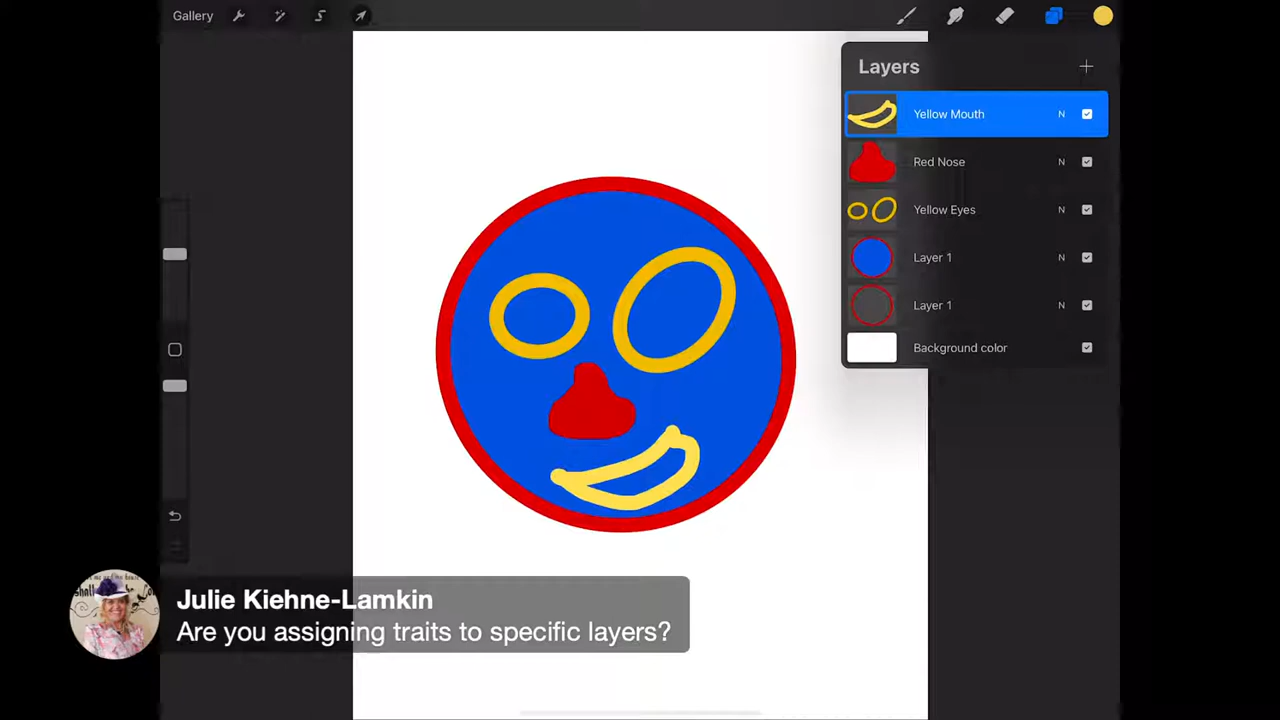 Gallery
Layers
Yellow Mouth N
Red Nose N
Yellow Eyes N
Layer 1 N
Layer 1 N
Background color
Julie Kiehne-Lamkin
Are you assigning traits to specific layers?